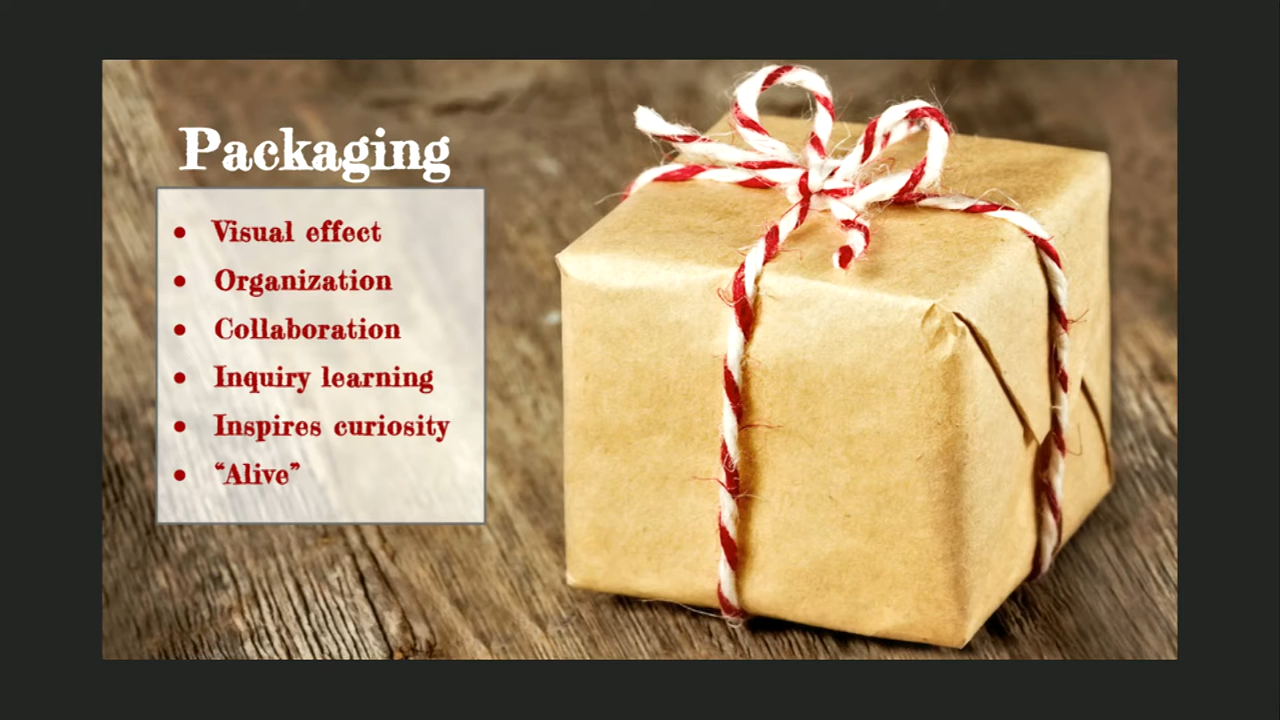 Packaging
• Visual effect
• Organization
• Collaboration
• Inquiry learning
• Inspires curiosity
• “Alive”